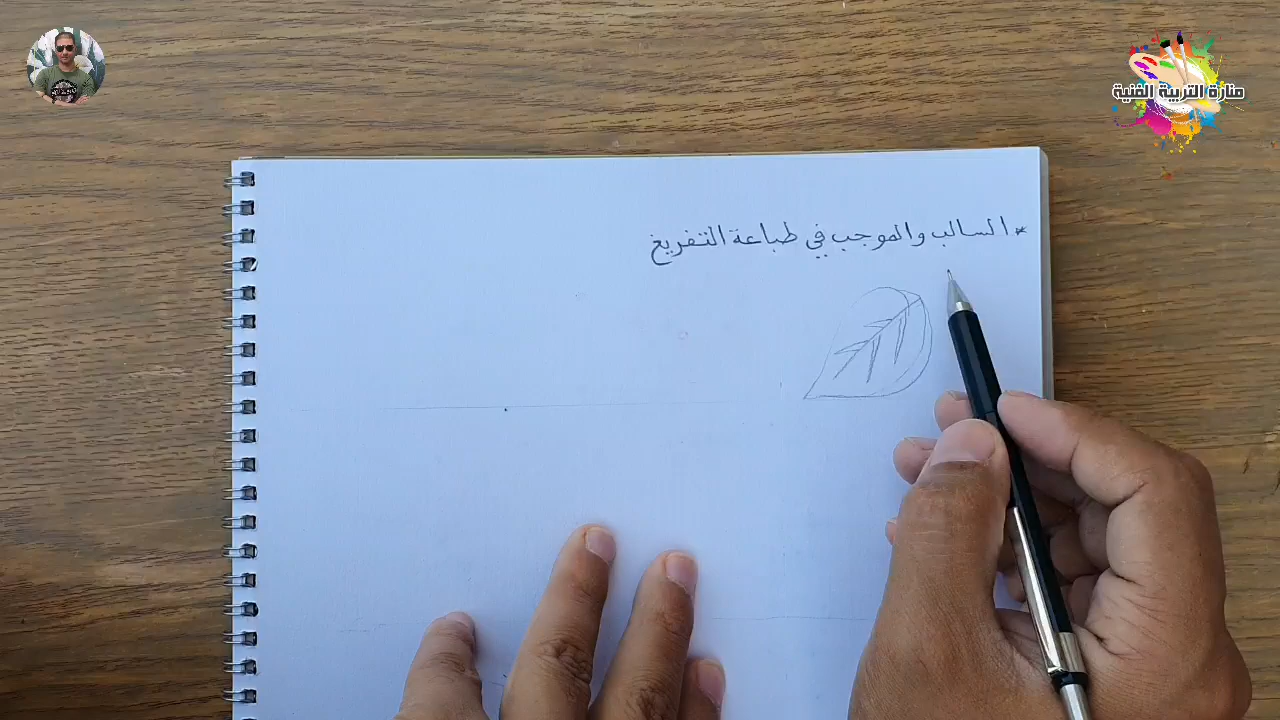 منارة التربية الفنية
* السالب والموجب في طباعة التفريغ